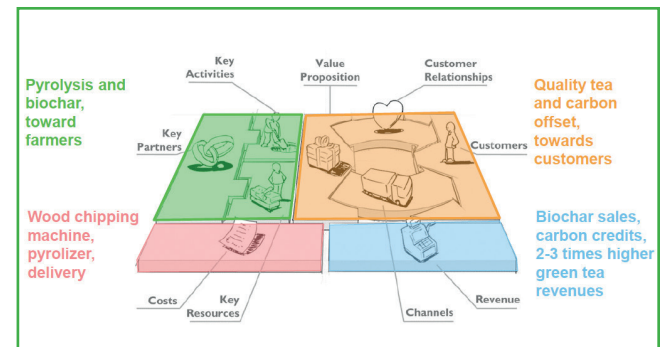 Key
Activities
Value
Proposition
Customer
Relationships
Pyrolysis and
biochar,
toward
farmers
Quality tea
and carbon
offset,
towards
customers
Key
Partners
Customers
Wood chipping
machine,
pyrolizer,
delivery
Biochar sales,
carbon credits,
2-3 times higher
green tea
revenues
Costs
Key
Resources
Channels
Revenue